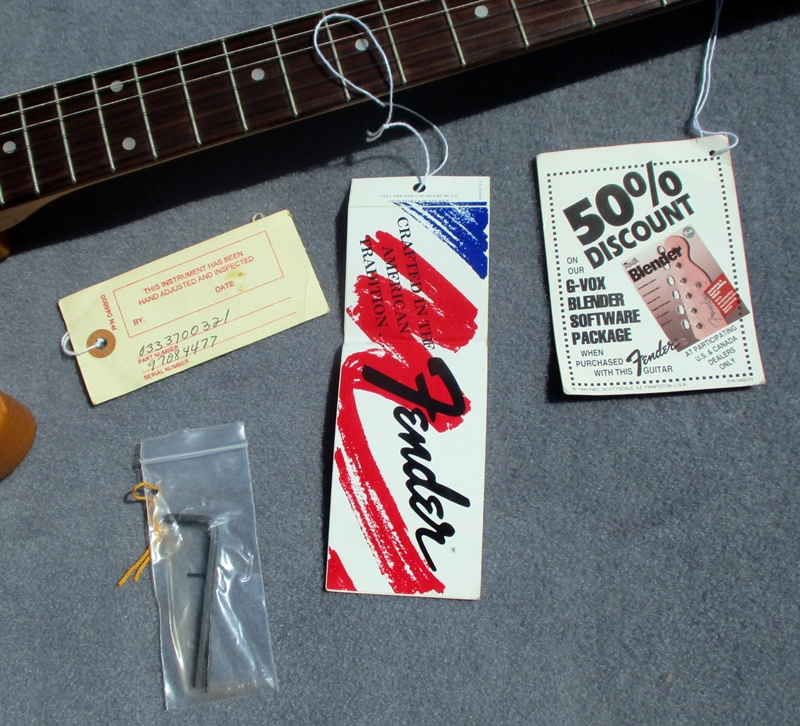 THIS INSTRUMENT HAS BEEN
HAND ADJUSTED AND INSPECTED
BY:
DATE:
0333700321
PART NUMBER
97084477
SERIAL NUMBER
CRAFTED IN THE
AMERICAN
TRADITION
Fender
50%
DISCOUNT
ON
OUR
G-VOX
BLENDER
SOFTWARE
PACKAGE
WHEN
PURCHASED
WITH THIS
Fender
GUITAR
AT PARTICIPATING
U.S. & CANADA
DEALERS
ONLY
Blender